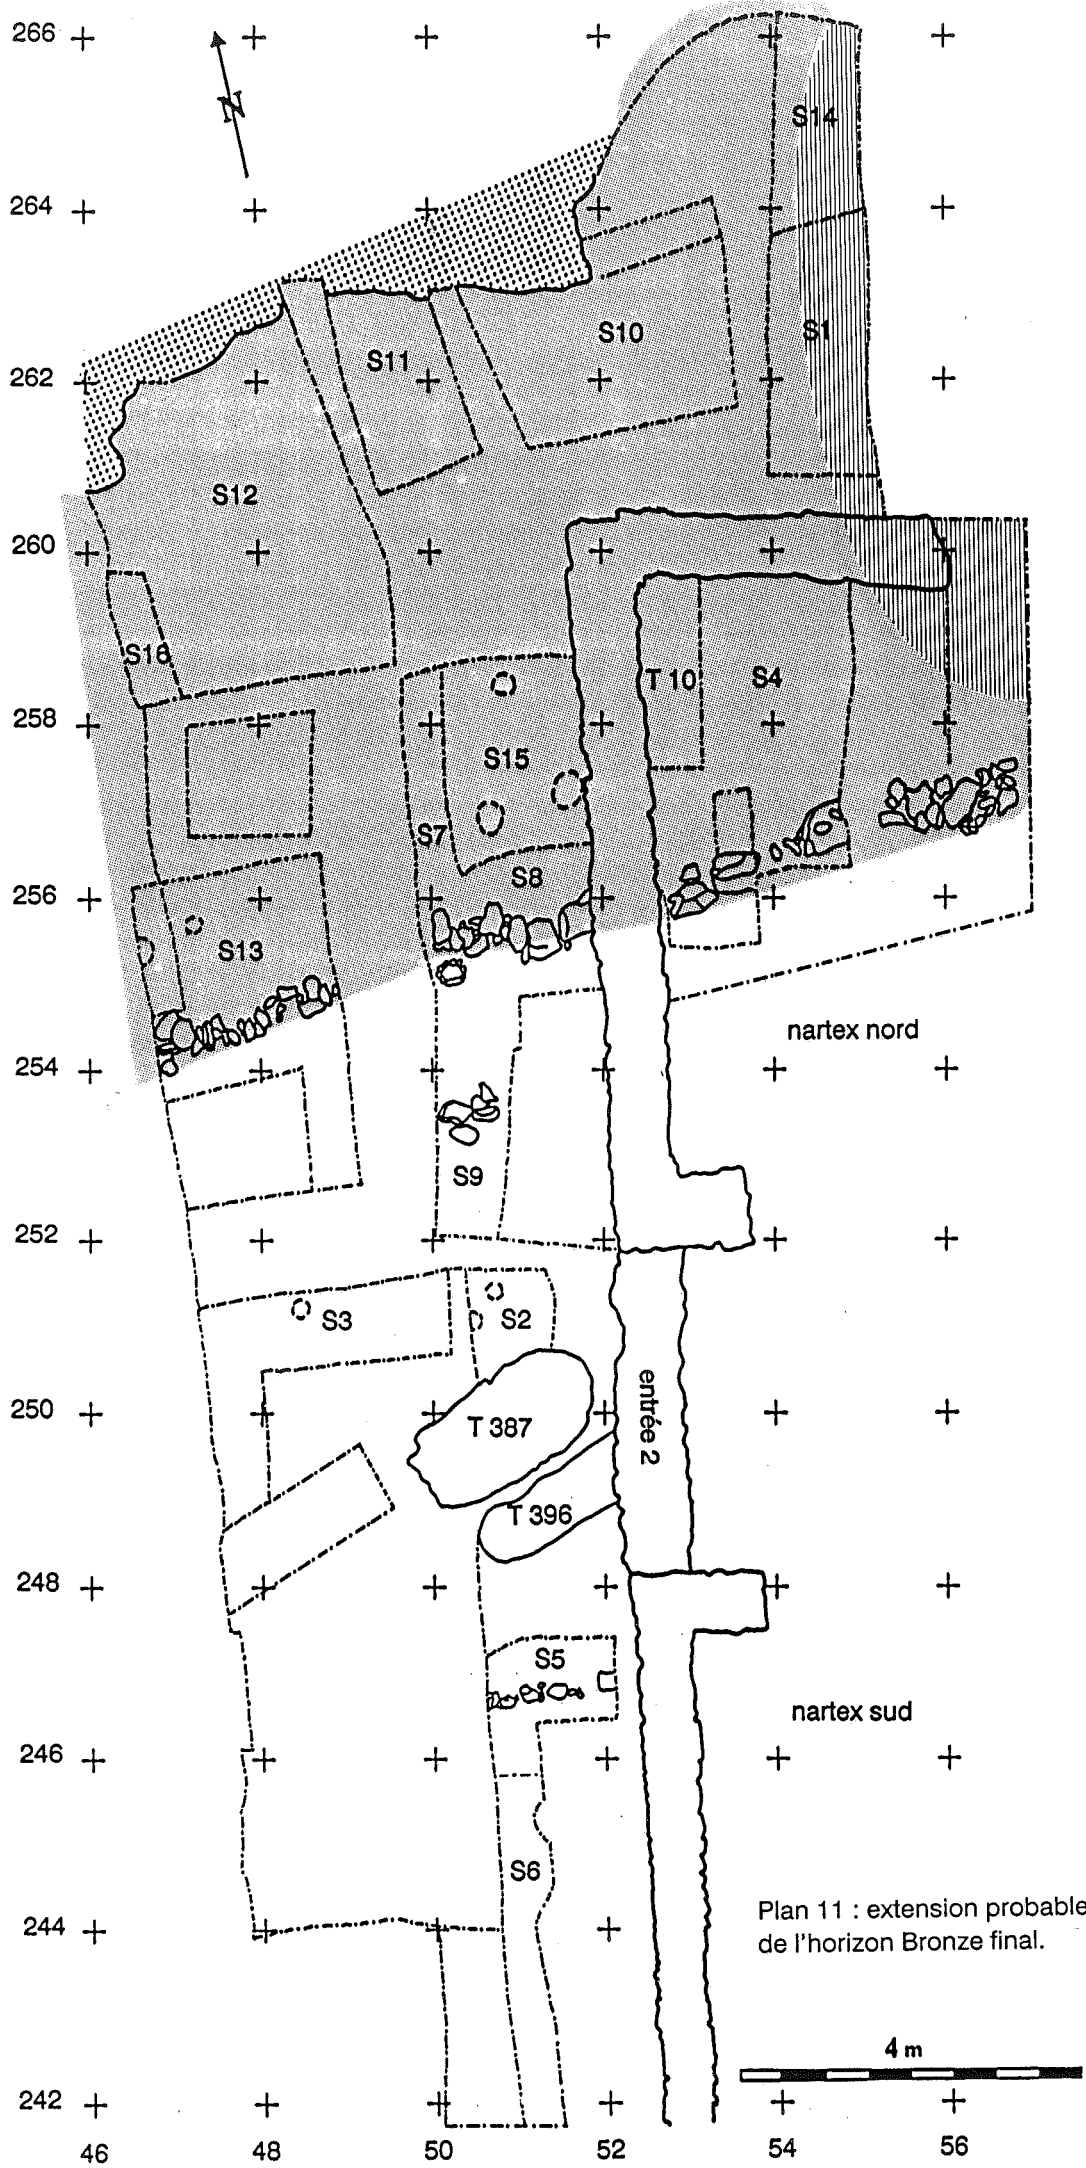 266
N
S14
264
S10
S1
S11
262
S12
260
S16
T 10
S4
258
S15
S7
S8
256
S13
nartex nord
254
S9
252
S3
S2
entrée 2
250
T 387
T 396
248
S5
nartex sud
246
S6
Plan 11 : extension probable
244
de l'horizon Bronze final.
4 m
242
46
48
50
52
54
56